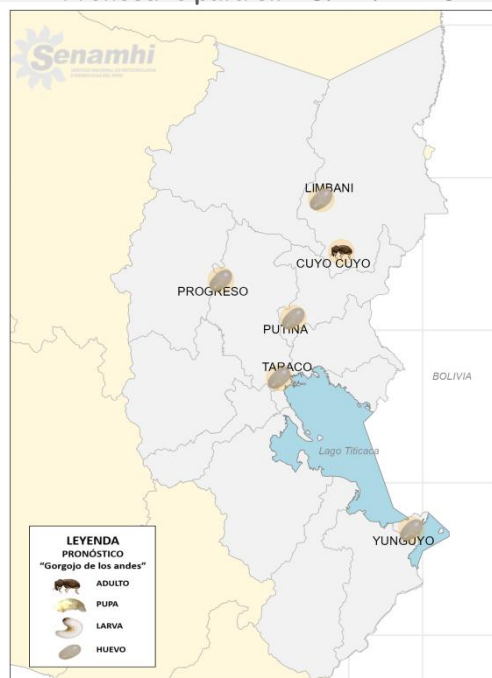 Senamhi
LIMBANI
CUYO CUYO
PROGRESO
PUTINA
TARACO
BOLIVIA
Lago Titicaca
YUNGUYO
LEYENDA
PRONÓSTICO
"Gorgojo de los andes"
ADULTO
PUPA
LARVA
HUEVO